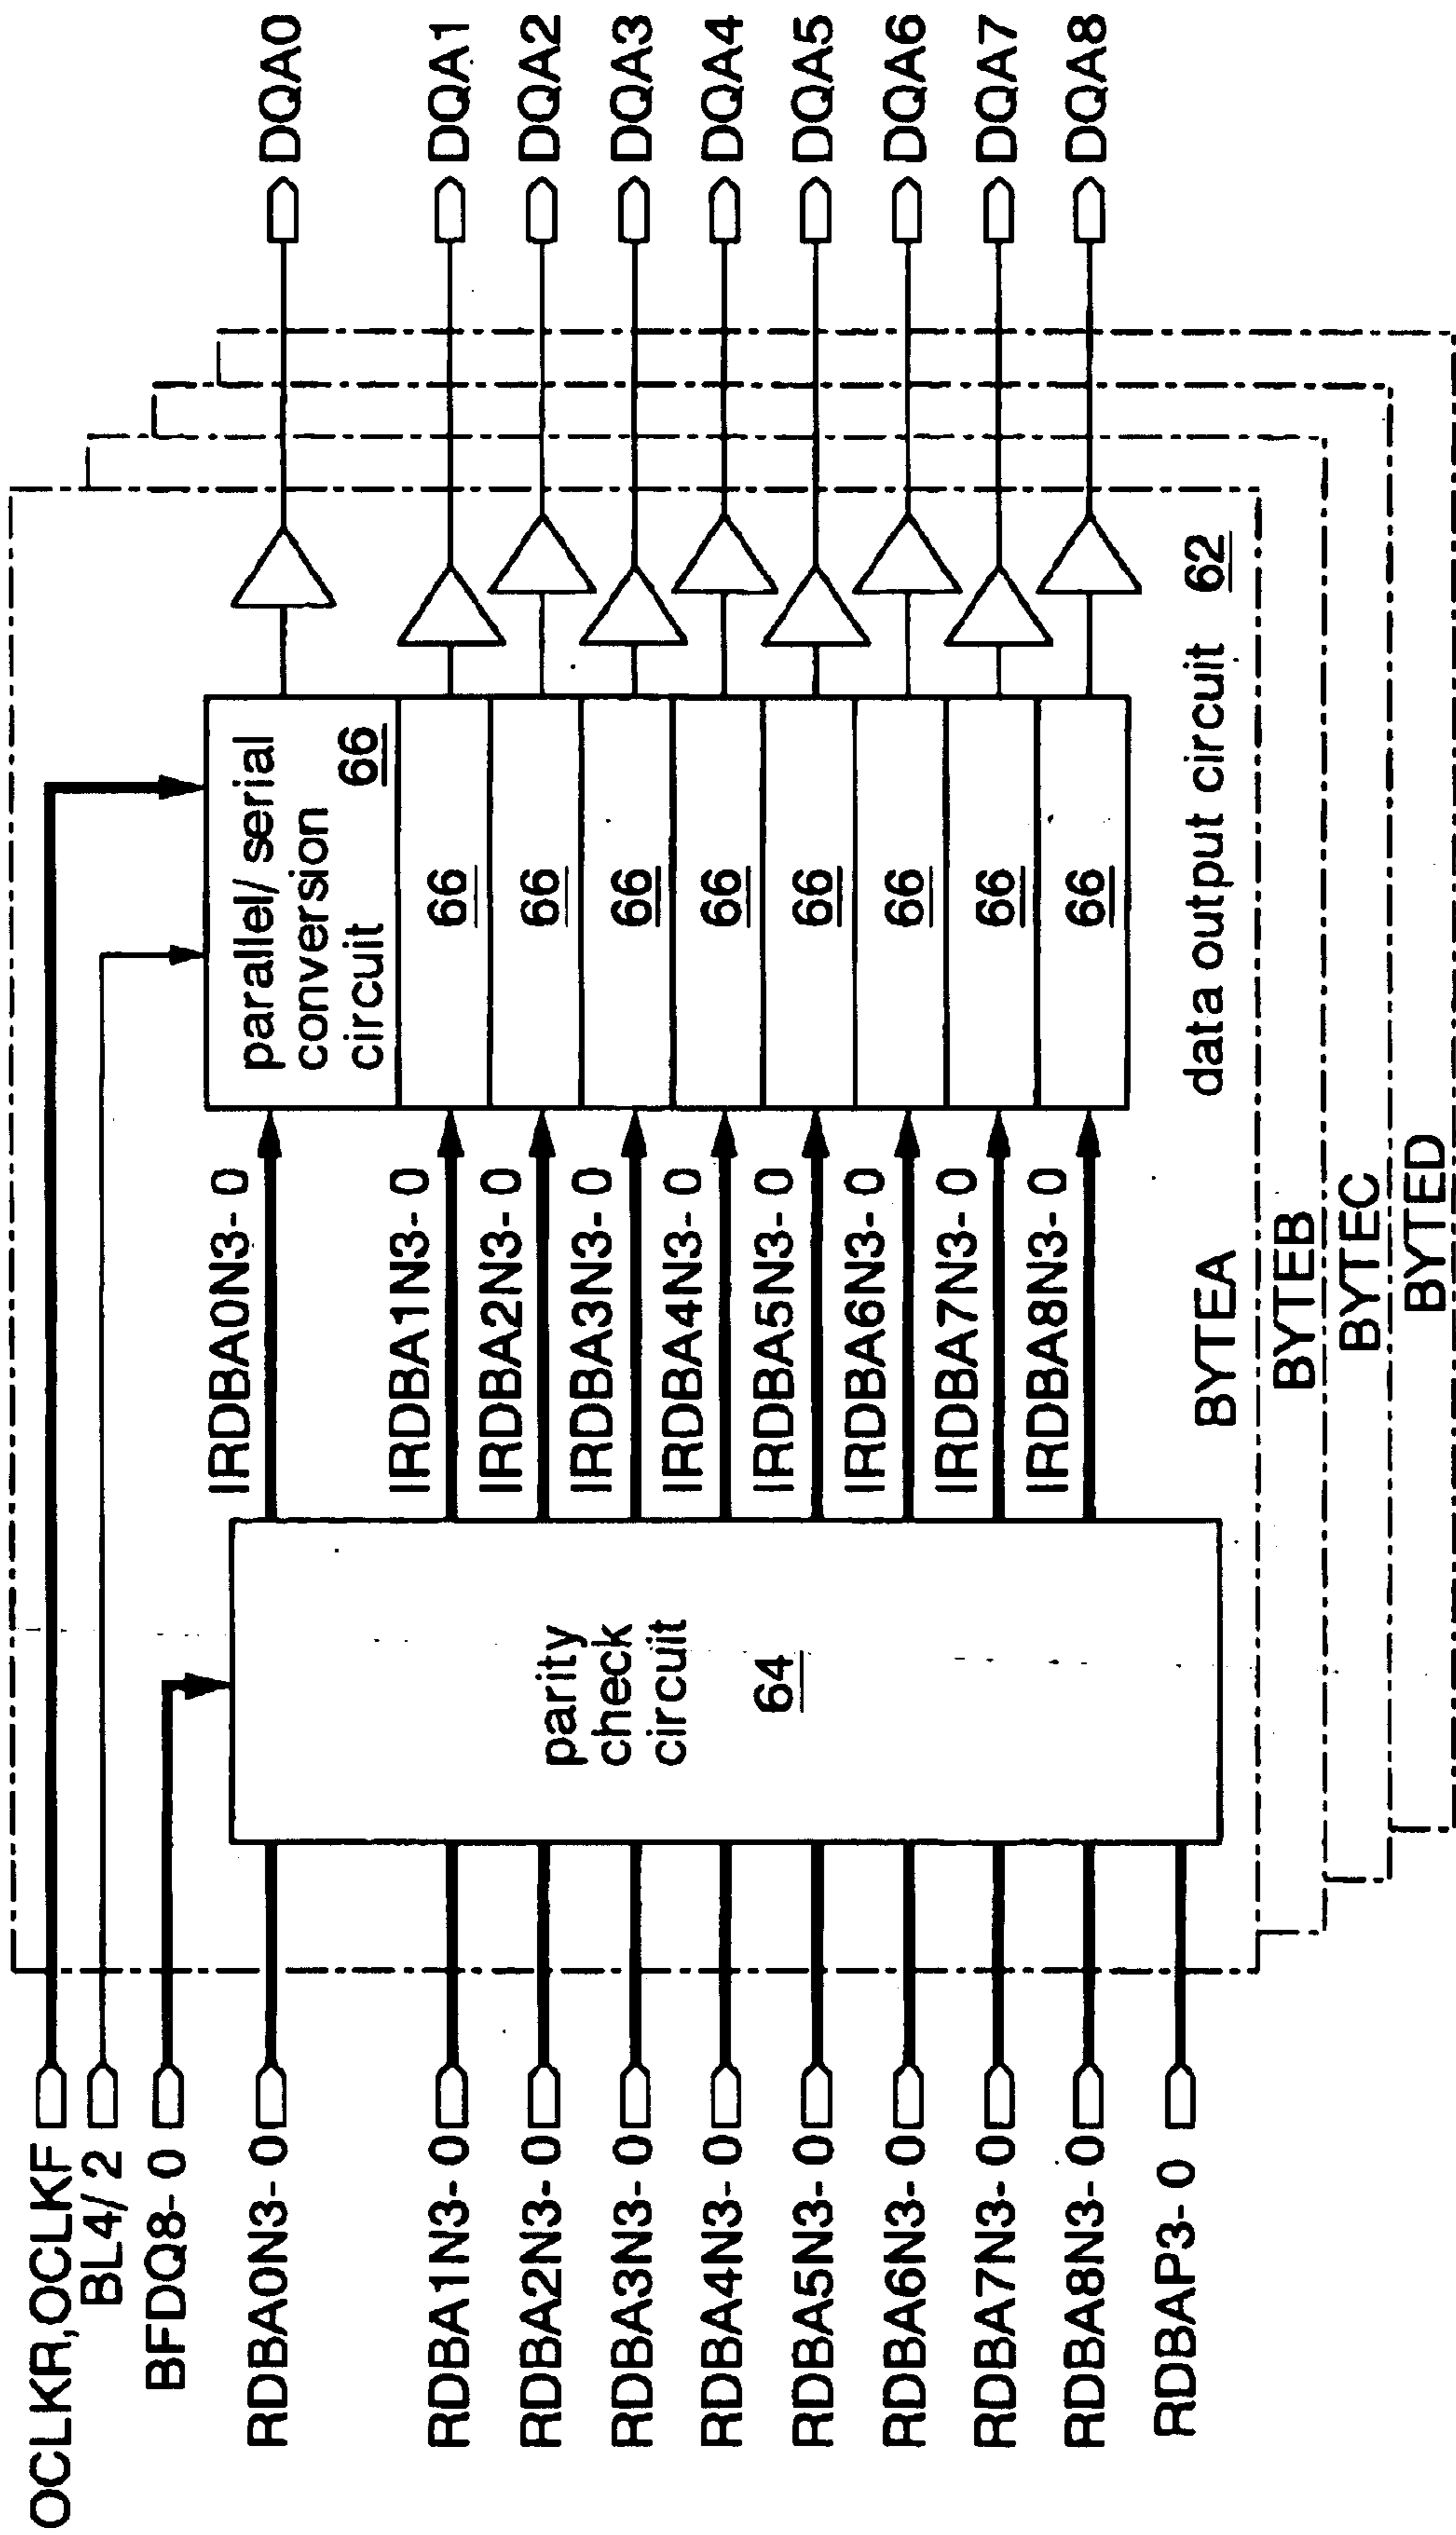 OCLKR,OCLKF
BL4/2
BFDQ8-0
RDBA0N3-0
RDBA1N3-0
RDBA2N3-0
RDBA3N3-0
RDBA4N3-0
RDBA5N3-0
RDBA6N3-0
RDBA7N3-0
RDBA8N3-0
RDBAP3-0
parity
check
circuit
64
IRDBA0N3-0
IRDBA1N3-0
IRDBA2N3-0
IRDBA3N3-0
IRDBA4N3-0
IRDBA5N3-0
IRDBA6N3-0
IRDBA7N3-0
IRDBA8N3-0
parallel/serial
conversion
circuit 66
66
66
66
66
66
66
66
66
DQA0
DQA1
DQA2
DQA3
DQA4
DQA5
DQA6
DQA7
DQA8
BYTEA data output circuit 62
BYTEB
BYTEC
BYTED